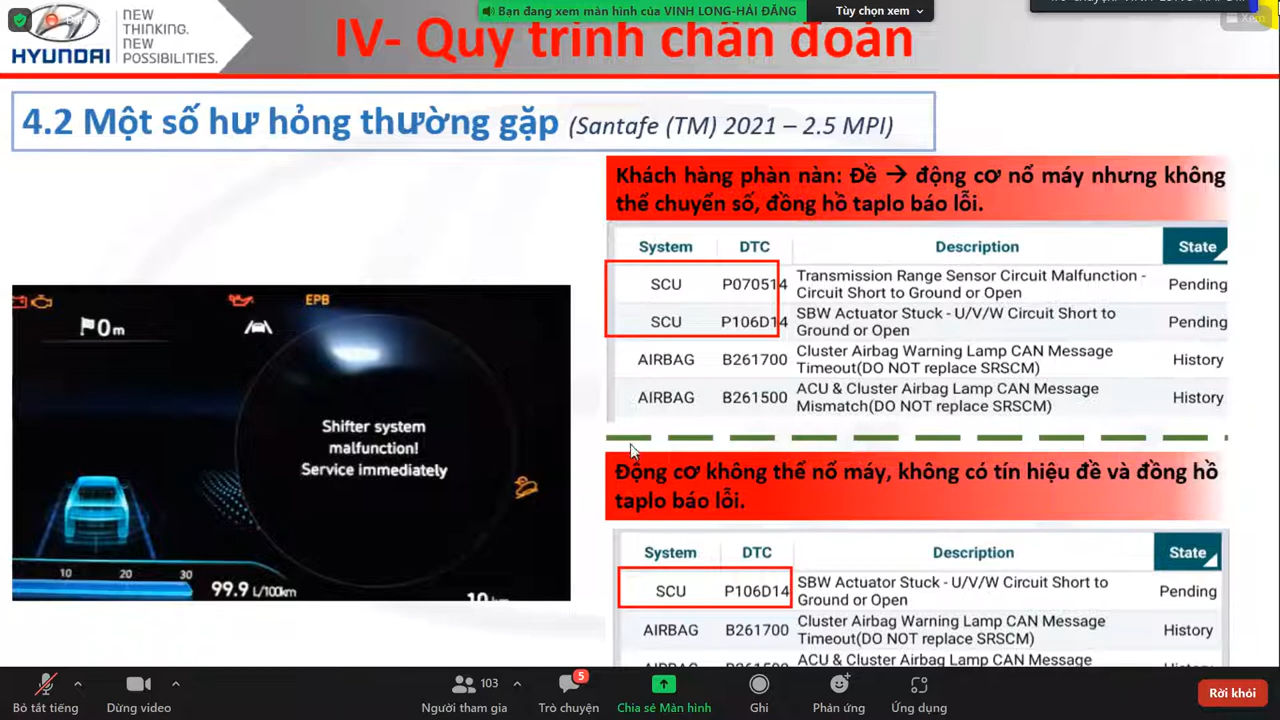 Bạn đang xem màn hình của VINH LONG-HẢI ĐĂNG
Tùy chọn xem
Xem
HYUNDAI
NEW
THINKING.
NEW
POSSIBILITIES.
IV- Quy trình chẩn đoán
4.2 Một số hư hỏng thường gặp (Santafe (TM) 2021 – 2.5 MPI)
Khách hàng phàn nàn: Đề → động cơ nổ máy nhưng không
thể chuyển số, đồng hồ taplo báo lỗi.
System DTC Description State
SCU P070514 Transmission Range Sensor Circuit Malfunction -
Circuit Short to Ground or Open Pending
SCU P106D14 SBW Actuator Stuck - U/V/W Circuit Short to
Ground or Open Pending
AIRBAG B261700 Cluster Airbag Warning Lamp CAN Message
Timeout(DO NOT replace SRSCM) History
AIRBAG B261500 ACU & Cluster Airbag Lamp CAN Message
Mismatch(DO NOT replace SRSCM) History
EPB
0m
Shifter system
malfunction!
Service immediately
10 20 30
99.9 L/100km
Động cơ không thể nổ máy, không có tín hiệu đề và đồng hồ
taplo báo lỗi.
System DTC Description State
SCU P106D14 SBW Actuator Stuck - U/V/W Circuit Short to
Ground or Open Pending
AIRBAG B261700 Cluster Airbag Warning Lamp CAN Message
Timeout(DO NOT replace SRSCM) History
ACU & Cluster Airbag Lamp CAN Message
Bỏ tắt tiếng
Dừng video
103
Người tham gia
5
Trò chuyện
Chia sẻ Màn hình
Ghi
Phản ứng
Ứng dụng
Rời khỏi